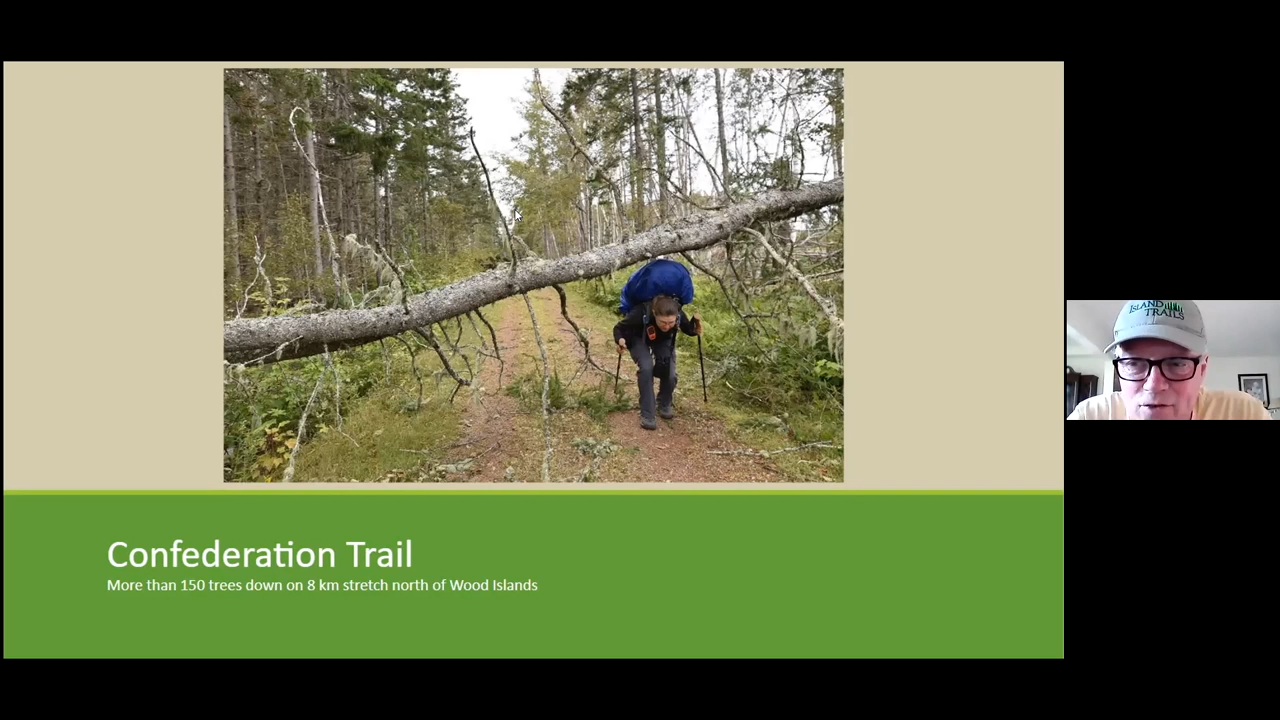 Confederation Trail
More than 150 trees down on 8 km stretch north of Wood Islands
ISLAND
TRAILS